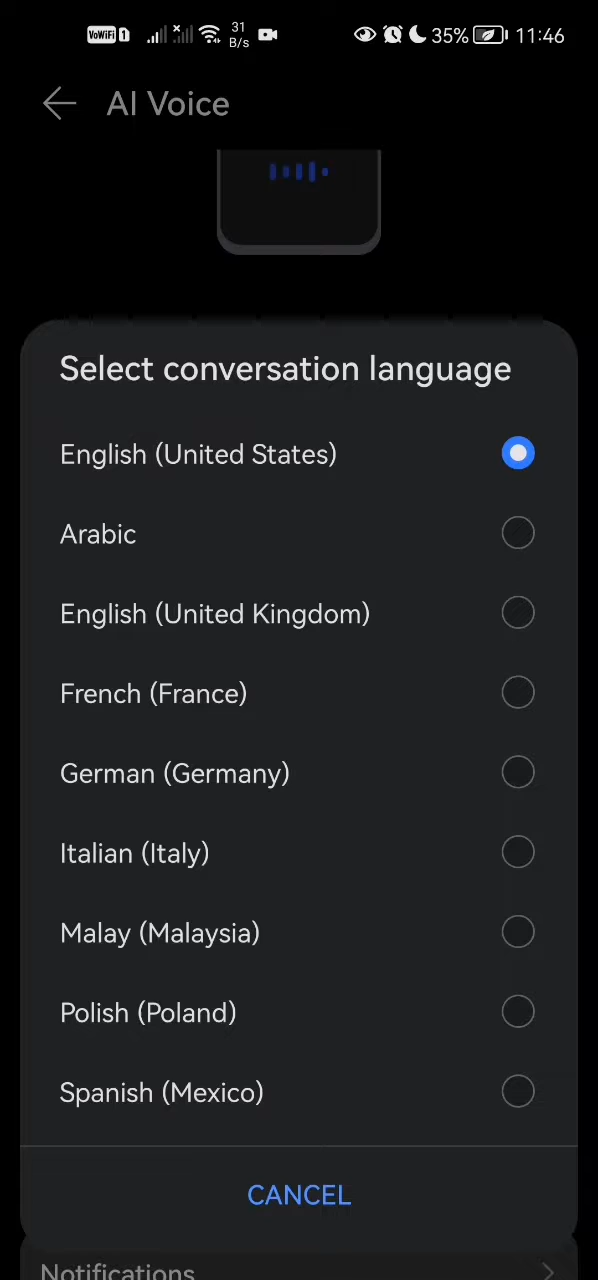 VoWiFi 1 31 B/s 35% 11:46
AI Voice
Select conversation language
English (United States)
Arabic
English (United Kingdom)
French (France)
German (Germany)
Italian (Italy)
Malay (Malaysia)
Polish (Poland)
Spanish (Mexico)
CANCEL
Notifications